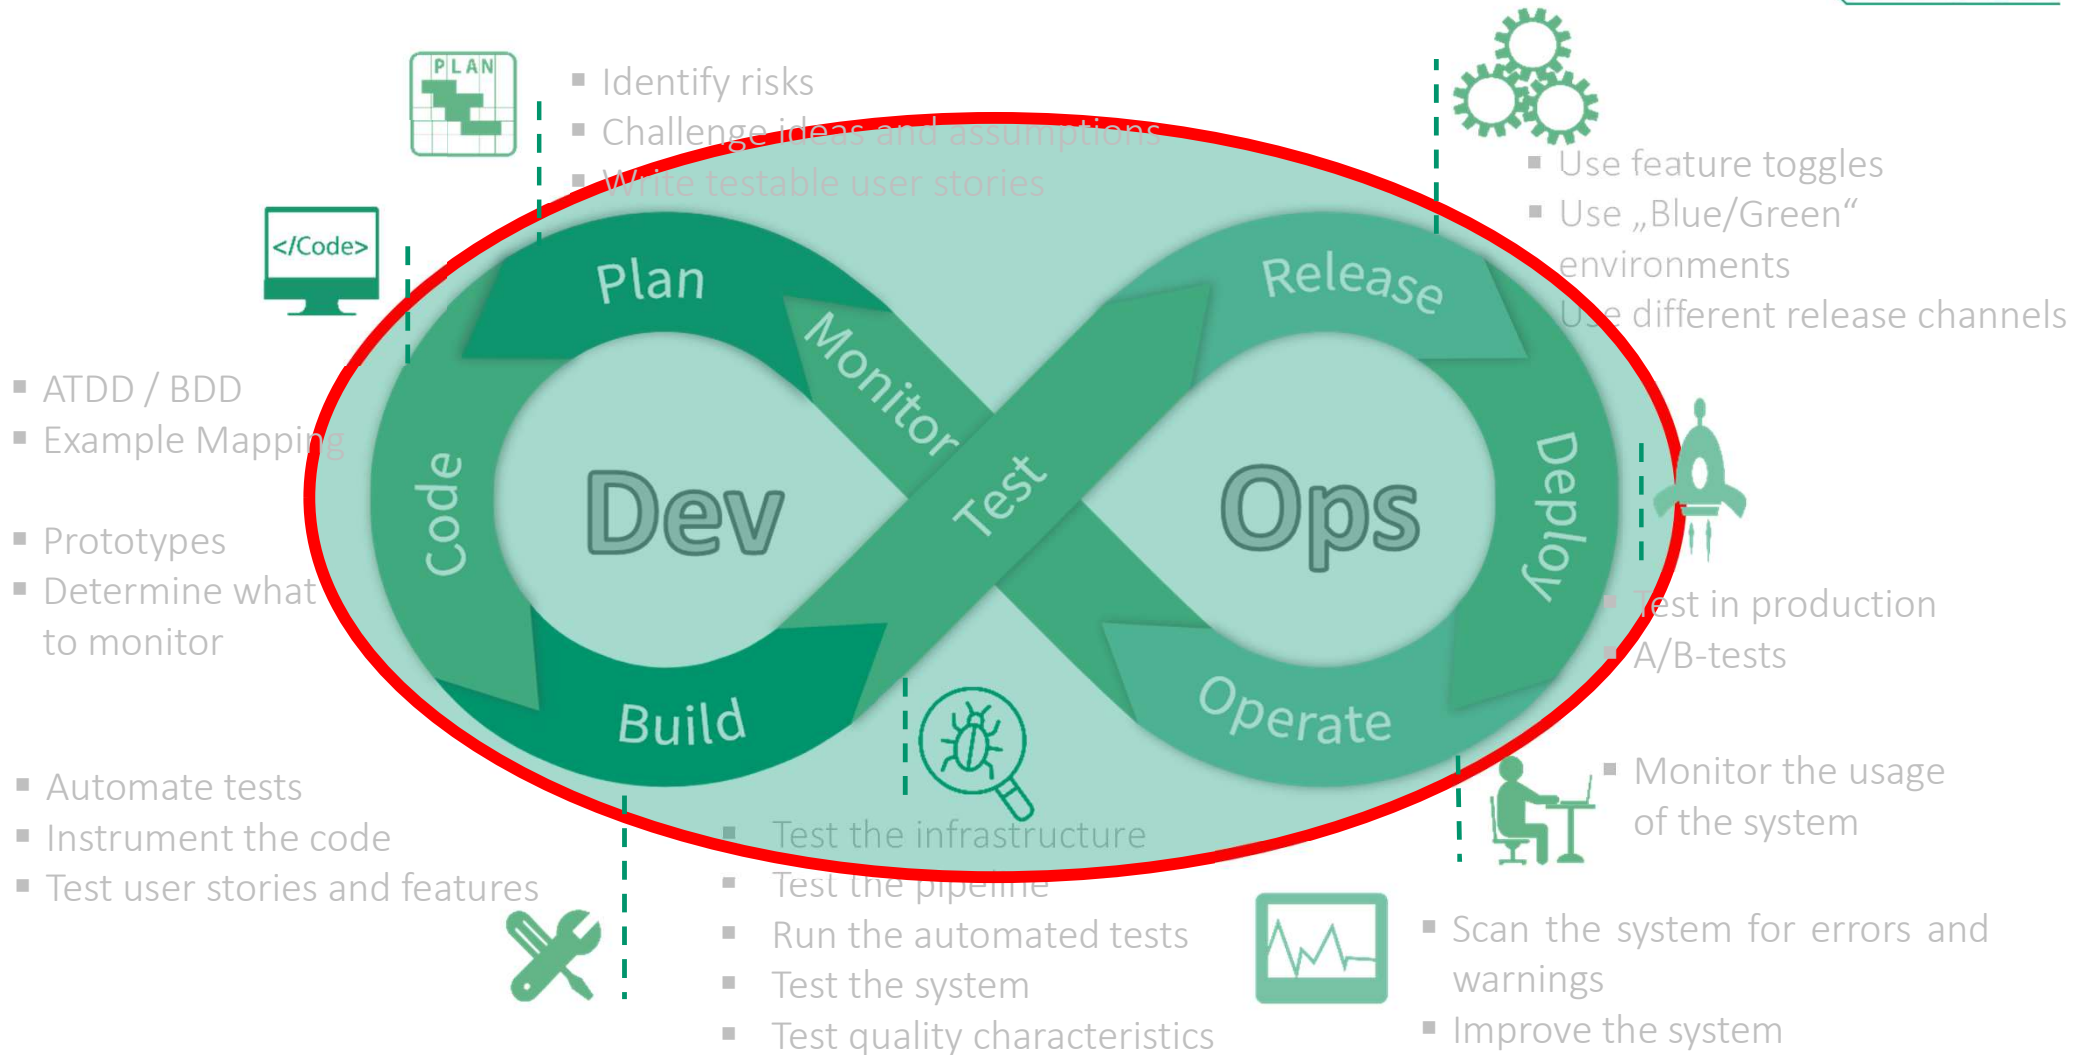 PLAN
▪ Identify risks
▪ Challenge ideas and assumptions
▪ Write testable user stories
▪ Use feature toggles
▪ Use „Blue/Green“
environments
Use different release channels
</Code>
▪ ATDD / BDD
▪ Example Mapping
▪ Prototypes
▪ Determine what
to monitor
Plan
Monitor
Release
Code
Dev
Test
Ops
Deploy
Build
Operate
▪ Test in production
▪ A/B-tests
▪ Automate tests
▪ Instrument the code
▪ Test user stories and features
▪ Test the infrastructure
▪ Test the pipeline
▪ Run the automated tests
▪ Test the system
▪ Test quality characteristics
▪ Monitor the usage
of the system
▪ Scan the system for errors and
warnings
▪ Improve the system